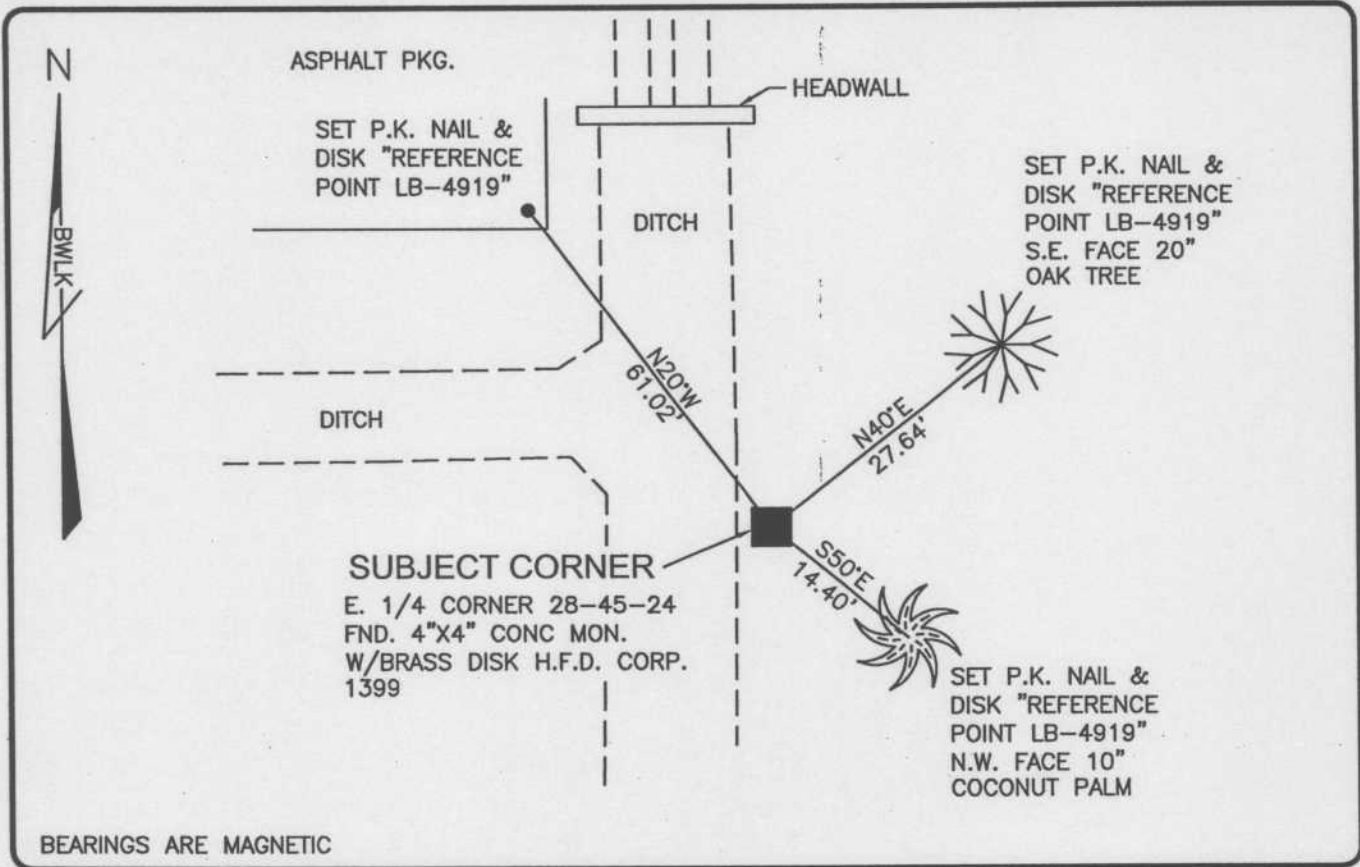 N
BWLK
ASPHALT PKG.
SET P.K. NAIL &
DISK "REFERENCE
POINT LB-4919"
HEADWALL
DITCH
SET P.K. NAIL &
DISK "REFERENCE
POINT LB-4919"
S.E. FACE 20"
OAK TREE
N20°W
61.02'
N40°E
27.64'
DITCH
SUBJECT CORNER
E. 1/4 CORNER 28-45-24
FND. 4"X4" CONC MON.
W/BRASS DISK H.F.D. CORP.
1399
S50°E
14.40'
SET P.K. NAIL &
DISK "REFERENCE
POINT LB-4919"
N.W. FACE 10"
COCONUT PALM
BEARINGS ARE MAGNETIC